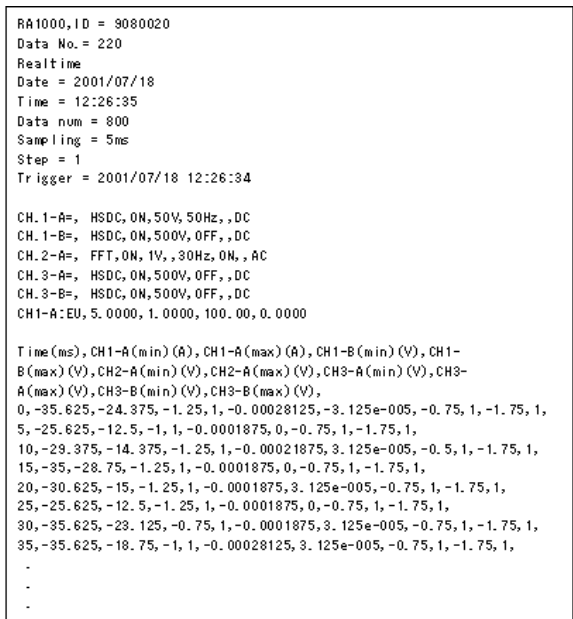 RA1000,ID = 9080020
Data No.= 220
Realtime
Date = 2001/07/18
Time = 12:26:35
Data num = 800
Sampling = 5ms
Step = 1
Trigger = 2001/07/18 12:26:34

CH.1-A=, HSDC,ON,50V,50Hz,,DC
CH.1-B=, HSDC,ON,500V,OFF,,DC
CH.2-A=, FFT,ON,1V,,30Hz,ON,,AC
CH.3-A=, HSDC,ON,500V,OFF,,DC
CH.3-B=, HSDC,ON,500V,OFF,,DC
CH1-A:EU,5.0000,1.0000,100.00,0.0000

Time(ms),CH1-A(min)(A),CH1-A(max)(A),CH1-B(min)(V),CH1-
B(max)(V),CH2-A(min)(V),CH2-A(max)(V),CH3-A(min)(V),CH3-
A(max)(V),CH3-B(min)(V),CH3-B(max)(V),
0,-35.625,-24.375,-1.25,1,-0.00028125,-3.125e-005,-0.75,1,-1.75,1,
5,-25.625,-12.5,-1,1,-0.0001875,0,-0.75,1,-1.75,1,
10,-29.375,-14.375,-1.25,1,-0.00021875,3.125e-005,-0.5,1,-1.75,1,
15,-35,-28.75,-1.25,1,-0.0001875,0,-0.75,1,-1.75,1,
20,-30.625,-15,-1.25,1,-0.0001875,3.125e-005,-0.75,1,-1.75,1,
25,-25.625,-12.5,-1.25,1,-0.0001875,0,-0.75,1,-1.75,1,
30,-35.625,-23.125,-0.75,1,-0.0001875,3.125e-005,-0.75,1,-1.75,1,
35,-35.625,-18.75,-1,1,-0.00028125,3.125e-005,-0.75,1,-1.75,1,
.
.
.